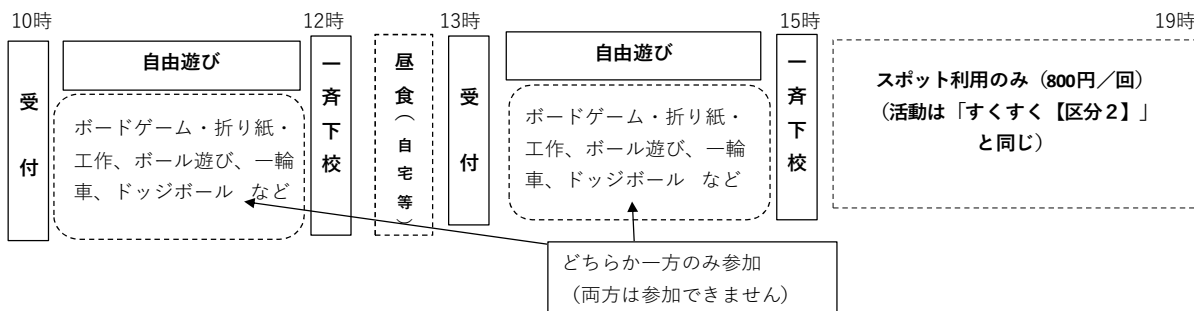 10時
12時
13時
15時
19時
受付
自由遊び
ボードゲーム・折り紙・
工作、ボール遊び、一輪
車、ドッジボール　など
一斉下校
昼食(自宅等)
受付
自由遊び
ボードゲーム・折り紙・
工作、ボール遊び、一輪
車、ドッジボール　など
一斉下校
スポット利用のみ（800円／回）
（活動は「すくすく【区分２】」
と同じ）
どちらか一方のみ参加
（両方は参加できません）